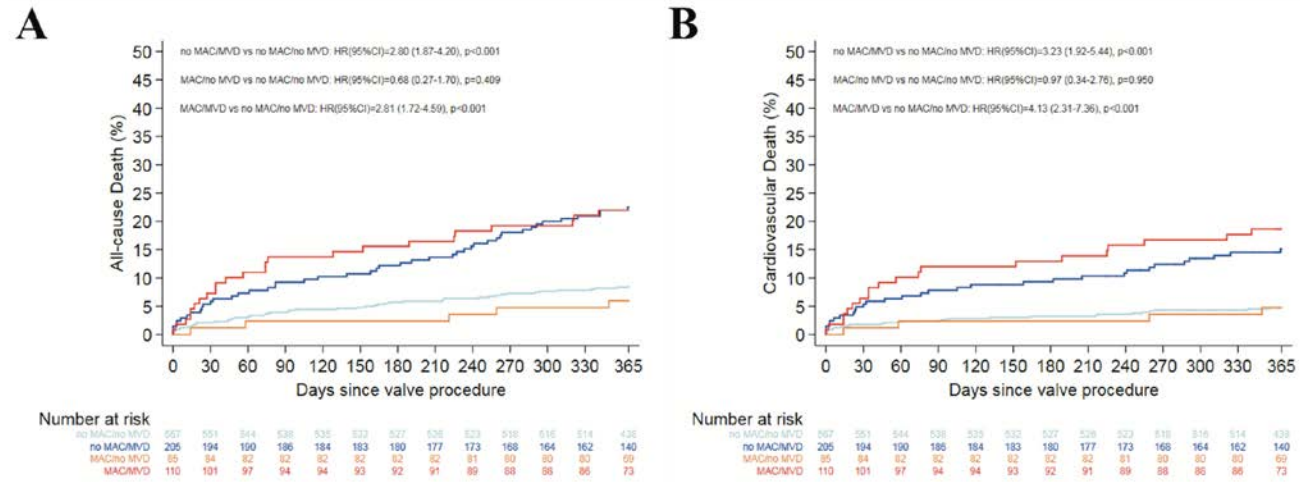 A
B
no MAC/MVD vs no MAC/no MVD: HR(95%CI)=2.80 (1.87-4.20), p<0.001
MAC/no MVD vs no MAC/no MVD: HR(95%CI)=0.68 (0.27-1.70), p=0.409
MAC/MVD vs no MAC/no MVD: HR(95%CI)=2.81 (1.72-4.59), p<0.001
All-cause Death (%)
50
45
40
35
30
25
20
15
10
5
0
0 30 60 90 120 150 180 210 240 270 300 330 365
Days since valve procedure
Number at risk
no MAC/no MVD 567 551 544 538 535 532 527 526 523 518 516 514 438
no MAC/MVD 205 194 190 186 184 183 180 177 173 168 164 162 140
MAC/no MVD 85 84 82 82 82 82 82 82 81 80 80 80 69
MAC/MVD 110 101 97 94 94 93 92 91 89 88 88 86 73
no MAC/MVD vs no MAC/no MVD: HR(95%CI)=3.23 (1.92-5.44), p<0.001
MAC/no MVD vs no MAC/no MVD: HR(95%CI)=0.97 (0.34-2.76), p=0.950
MAC/MVD vs no MAC/no MVD: HR(95%CI)=4.13 (2.31-7.36), p<0.001
Cardiovascular Death (%)
50
45
40
35
30
25
20
15
10
5
0
0 30 60 90 120 150 180 210 240 270 300 330 365
Days since valve procedure
Number at risk
no MAC/no MVD 567 551 544 538 535 532 527 526 523 518 516 514 438
no MAC/MVD 205 194 190 186 184 183 180 177 173 168 164 162 140
MAC/no MVD 85 84 82 82 82 82 82 82 81 80 80 80 69
MAC/MVD 110 101 97 94 94 93 92 91 89 88 88 86 73